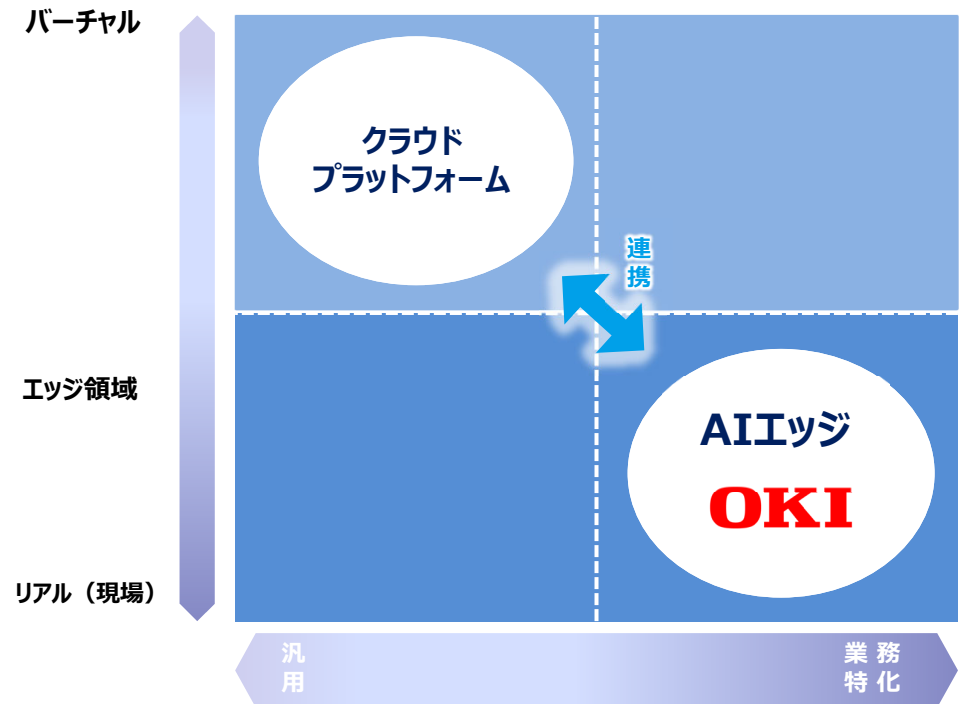 バーチャル
クラウド
プラットフォーム
連
携
エッジ領域
AIエッジ
OKI
リアル（現場）
汎
用
業務
特化